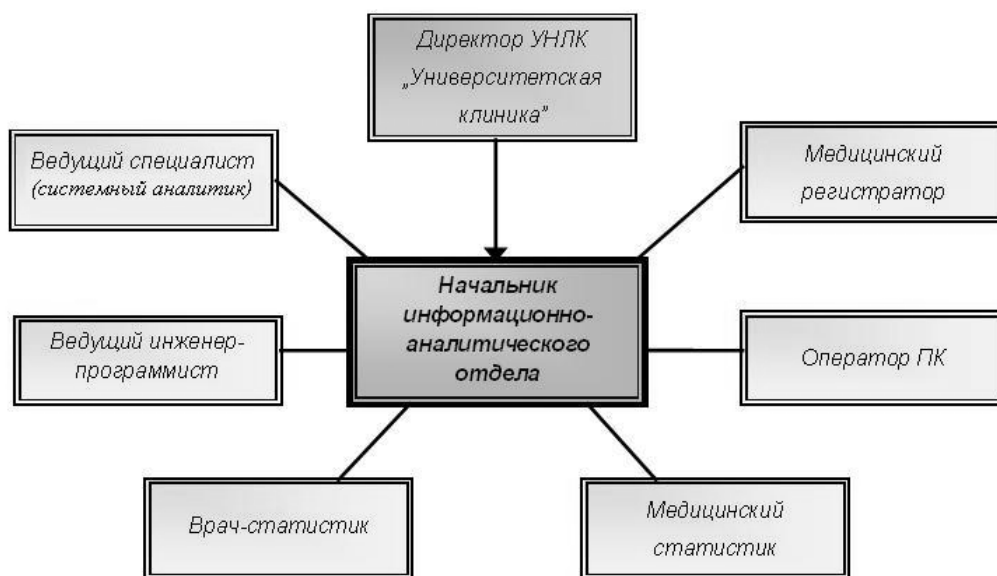 Директор УНЛК
„Университетская
клиника”
Ведущий специалист
(системный аналитик)
Медицинский
регистратор
Начальник
информационно-
аналитического
отдела
Ведущий инженер-
программист
Оператор ПК
Врач-статистик
Медицинский
статистик